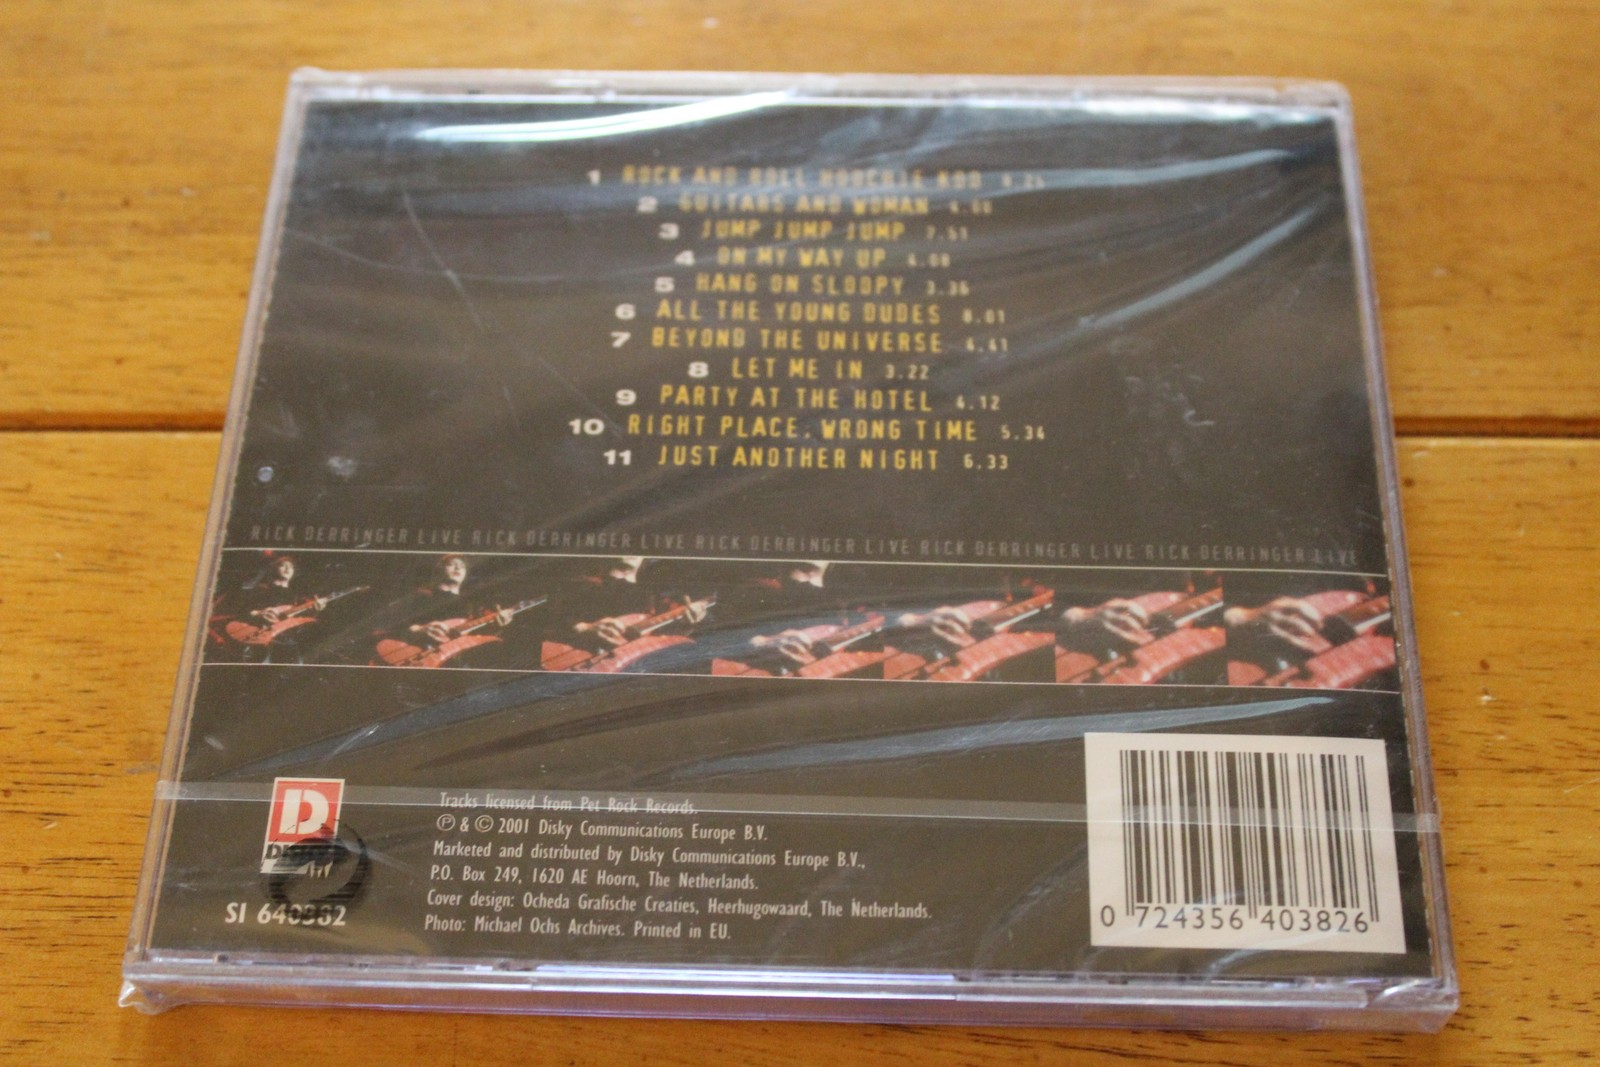 1 ROCK AND ROLL HOOCHIE KOO
2 GUITARS AND WOMAN
3 JUMP JUMP JUMP 7.53
4 ON MY WAY UP
5 HANG ON SLOOPY 3.36
6 ALL THE YOUNG DUDES 8.01
7 BEYOND THE UNIVERSE 4.41
8 LET ME IN 3.22
9 PARTY AT THE HOTEL 4.12
10 RIGHT PLACE, WRONG TIME 5.34
11 JUST ANOTHER NIGHT 6.33
RICK DERRINGER LIVE RICK DERRINGER LIVE RICK DERRINGER LIVE RICK DERRINGER LIVE RICK DERRINGER LIVE
D
SI 640382
Tracks licensed from Pet Rock Records.
Ⓟ & © 2001 Disky Communications Europe B.V.
Marketed and distributed by Disky Communications Europe B.V.,
P.O. Box 249, 1620 AE Hoorn, The Netherlands.
Cover design: Ocheda Grafische Creaties, Heerhugowaard, The Netherlands.
Photo: Michael Ochs Archives. Printed in EU.
0 724356 403826